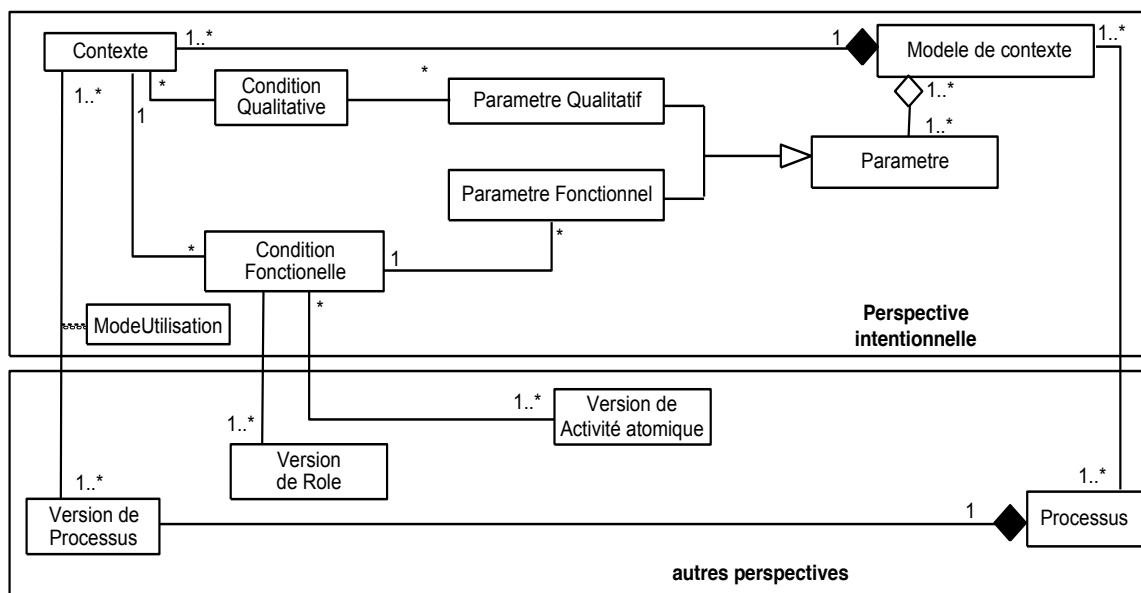 1..*
1
1..*
Contexte
Modele de contexte
*
*
1..*
Condition
Qualitative
Parametre Qualitatif
1..*
1
1..*
Parametre
Parametre Fonctionnel
*
*
Condition
Fonctionelle
1
*
ModeUtilisation
Perspective
intentionnelle
1..*
Version de
Activité atomique
1..*
Version
de Role
1..*
1..*
Version de
Processus
1
Processus
autres perspectives